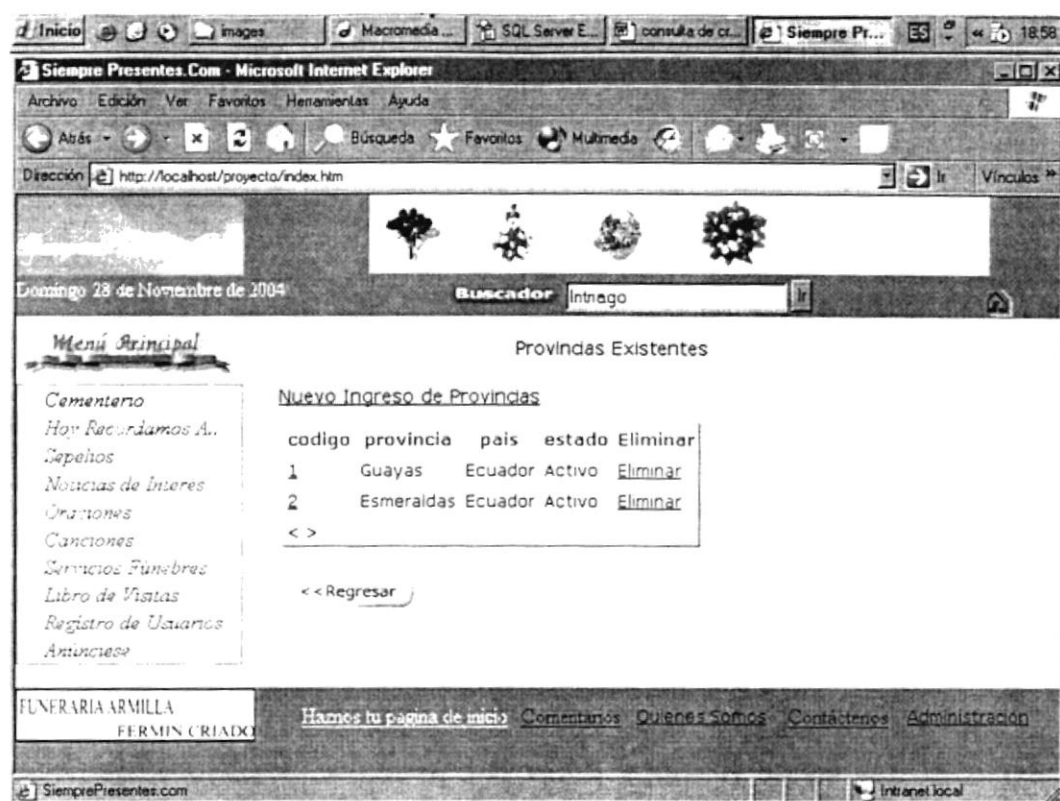 Inicio images Macromedia ... SQL Server E... consulta de cr... Siempre Pr... ES « 18:58
Siempre Presentes.Com - Microsoft Internet Explorer
Archivo Edición Ver Favoritos Herramientas Ayuda
Atrás Búsqueda Favoritos Multimedia
Dirección http://localhost/proyecto/index.htm Ir Vínculos »
Domingo 28 de Noviembre de 2004 Buscador Intriago Ir
Menú Principal
Provincias Existentes
Cementerio
Nuevo Ingreso de Provincias
Hoy Recordamos A..
codigo provincia pais estado Eliminar
Sepelios
1 Guayas Ecuador Activo Eliminar
Noticias de Interes
2 Esmeraldas Ecuador Activo Eliminar
Oraciones
< >
Canciones
Servicios Fúnebres
Libro de Visitas
<<Regresar
Registro de Usuarios
Anúnciese
FUNERARIA ARMILLA
FERMIN CRIADO
Haznos tu pagina de inicio Comentarios Quienes Somos Contáctenos Administración
SiemprePresentes.com Intranet local